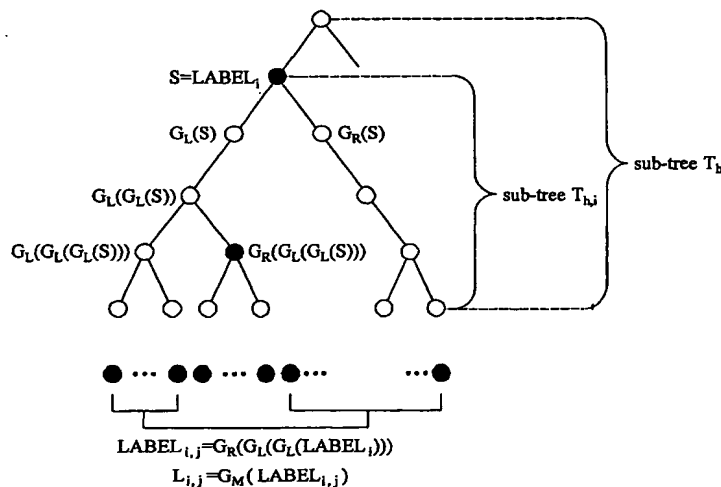 S=LABELᵢ
G_L(S) G_R(S)
sub-tree T_h
G_L(G_L(S)) sub-tree T_h,i
G_L(G_L(G_L(S))) G_R(G_L(G_L(S)))
LABEL_i,j=G_R(G_L(G_L(LABEL_i)))
L_i,j=G_M(LABEL_i,j)